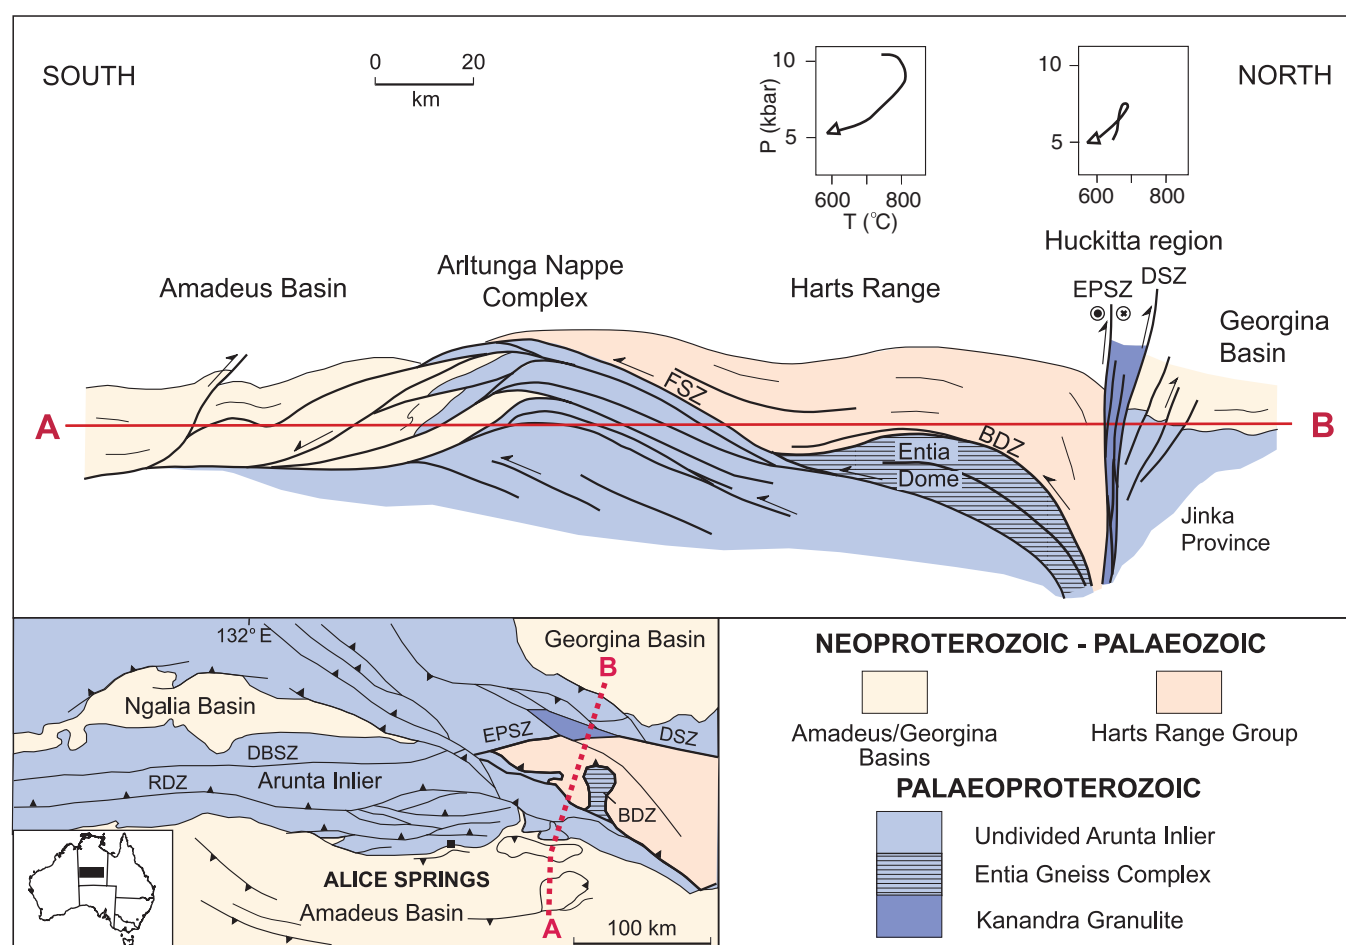 SOUTH
0 20
km
10
5
P (kbar)
600 800
T (°C)
10
5
600 800
NORTH
Huckitta region
EPSZ DSZ
Amadeus Basin
Arltunga Nappe
Complex
Harts Range
Georgina
Basin
FSZ
A
B
BDZ
Entia
Dome
Jinka
Province
132° E
Georgina Basin
B
Ngalia Basin
EPSZ
DSZ
DBSZ
RDZ
Arunta Inlier
BDZ
ALICE SPRINGS
Amadeus Basin
A
100 km
NEOPROTEROZOIC - PALAEOZOIC
Amadeus/Georgina
Basins
Harts Range Group
PALAEOPROTEROZOIC
Undivided Arunta Inlier
Entia Gneiss Complex
Kanandra Granulite